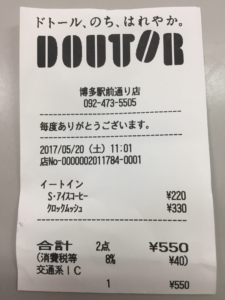 ドトール、のち、はれやか。
DOUTOR
博多駅前通り店
092-473-5505
毎度ありがとうございます。
2017/05/20 (土) 11:01
店No-0000002011784-0001
イートイン
S・アイスコーヒー ¥220
クロックムッシュ ¥330
合計 2点 ¥550
(消費税等 8% ¥40)
交通系IC
1 ¥550